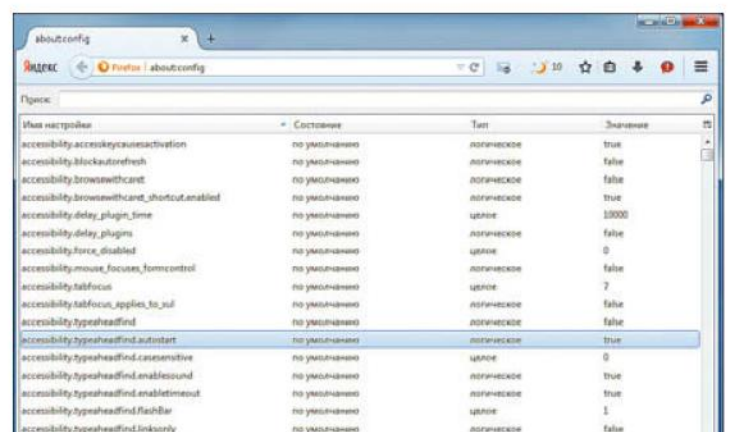 about:config
Яндекс Firefox about:config 10
Поиск:
Имя настройки Состояние Тип Значение
accessibility.accesskeycausesactivation по умолчанию логическое true
accessibility.blockautorefresh по умолчанию логическое false
accessibility.browsewithcaret по умолчанию логическое false
accessibility.browsewithcaret_shortcut.enabled по умолчанию логическое true
accessibility.delay_plugin_time по умолчанию целое 10000
accessibility.delay_plugins по умолчанию логическое false
accessibility.force_disabled по умолчанию целое 0
accessibility.mouse_focuses_formcontrol по умолчанию логическое false
accessibility.tabfocus по умолчанию целое 7
accessibility.tabfocus_applies_to_xul по умолчанию логическое false
accessibility.typeaheadfind по умолчанию логическое false
accessibility.typeaheadfind.autostart по умолчанию логическое true
accessibility.typeaheadfind.casesensitive по умолчанию целое 0
accessibility.typeaheadfind.enablesound по умолчанию логическое true
accessibility.typeaheadfind.enabletimeout по умолчанию логическое true
accessibility.typeaheadfind.flashBar по умолчанию целое 1
accessibility.typeaheadfind.linksonly по умолчанию логическое false